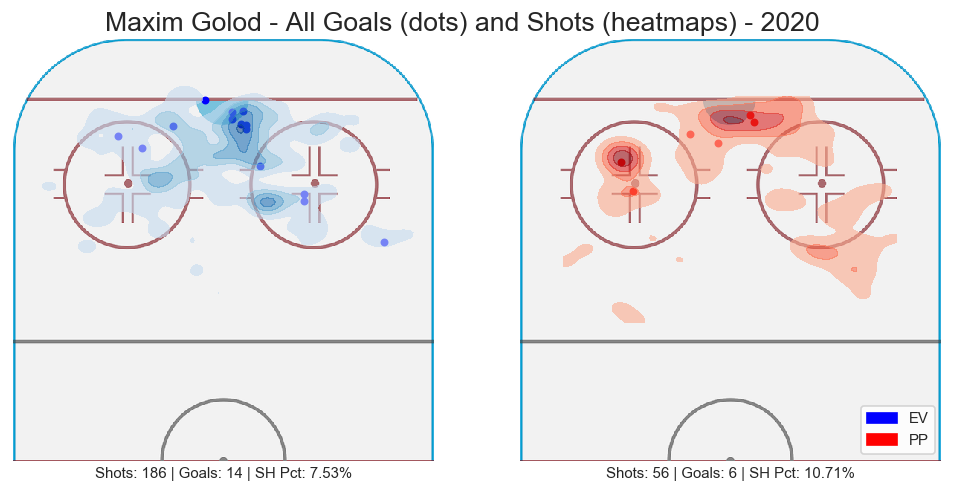 Maxim Golod - All Goals (dots) and Shots (heatmaps) - 2020
EV
PP
Shots: 186 | Goals: 14 | SH Pct: 7.53%
Shots: 56 | Goals: 6 | SH Pct: 10.71%